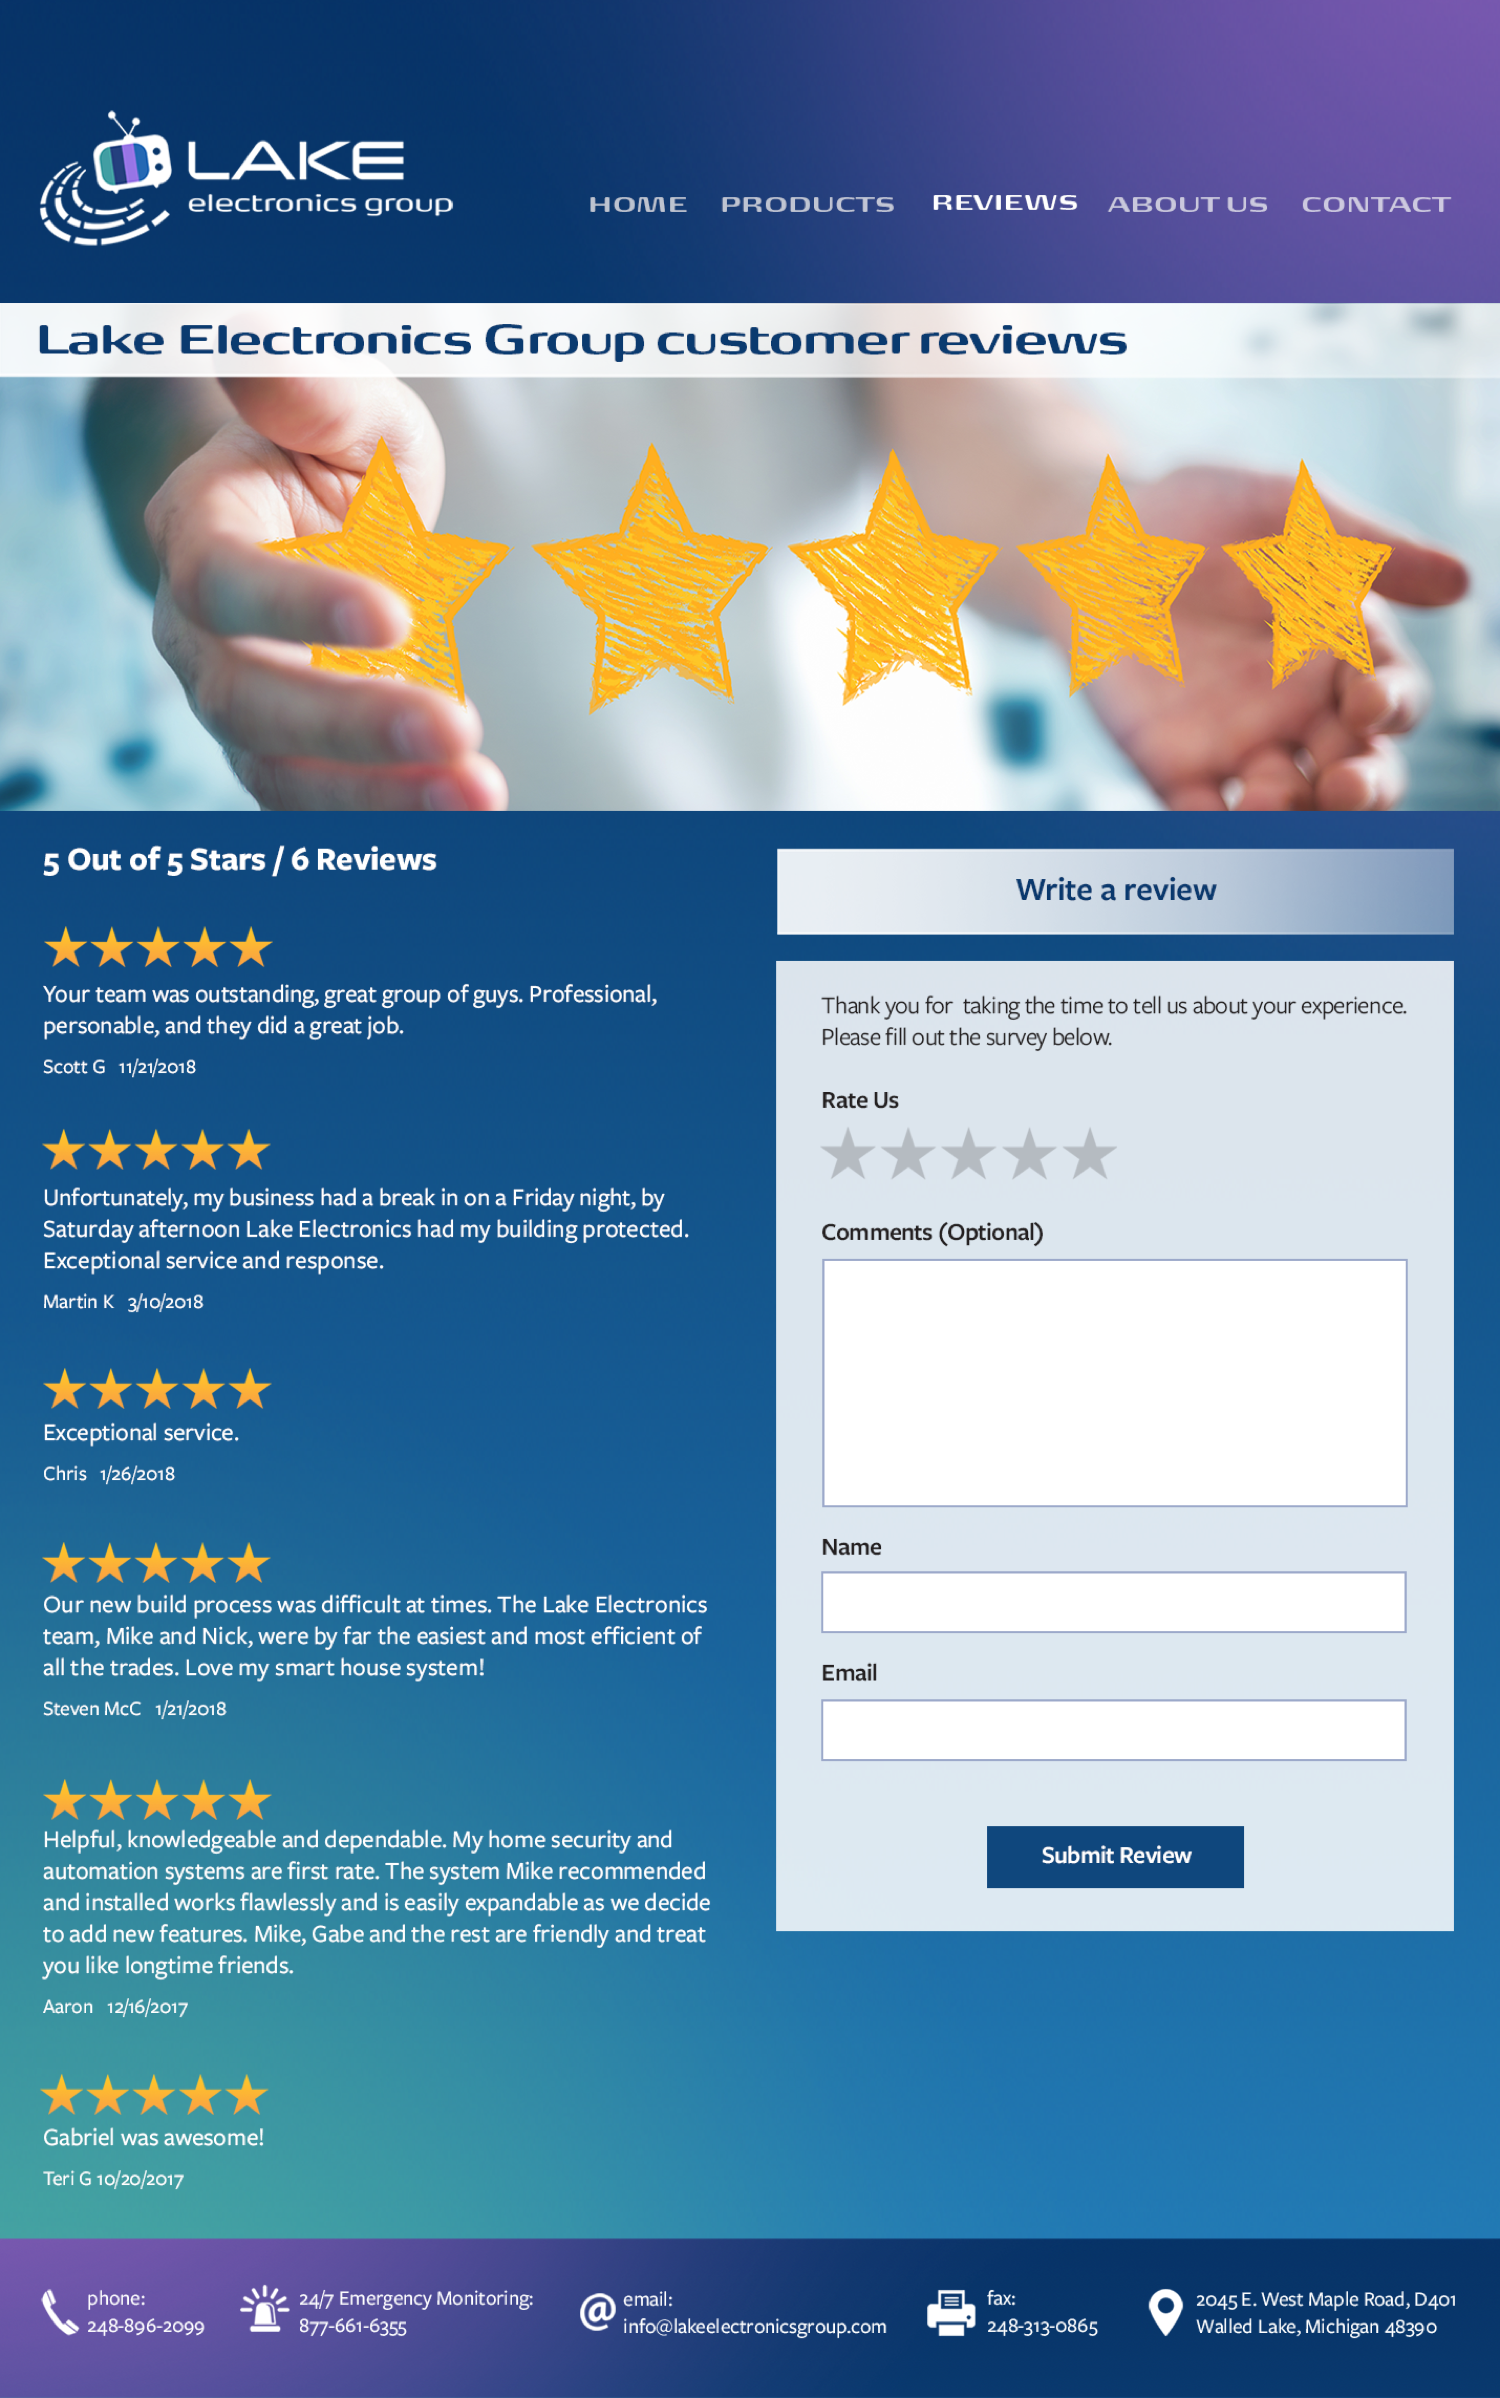 LAKE
electronics group
HOME PRODUCTS REVIEWS ABOUT US CONTACT
Lake Electronics Group customer reviews
5 Out of 5 Stars / 6 Reviews
Your team was outstanding, great group of guys. Professional,
personable, and they did a great job.
Scott G 11/21/2018
Unfortunately, my business had a break in on a Friday night, by
Saturday afternoon Lake Electronics had my building protected.
Exceptional service and response.
Martin K 3/10/2018
Exceptional service.
Chris 1/26/2018
Our new build process was difficult at times. The Lake Electronics
team, Mike and Nick, were by far the easiest and most efficient of
all the trades. Love my smart house system!
Steven McC 1/21/2018
Helpful, knowledgeable and dependable. My home security and
automation systems are first rate. The system Mike recommended
and installed works flawlessly and is easily expandable as we decide
to add new features. Mike, Gabe and the rest are friendly and treat
you like longtime friends.
Aaron 12/16/2017
Gabriel was awesome!
Teri G 10/20/2017
Write a review
Thank you for taking the time to tell us about your experience.
Please fill out the survey below.
Rate Us
Comments (Optional)
Name
Email
Submit Review
phone:
248-896-2099
24/7 Emergency Monitoring:
877-661-6355
email:
info@lakeelectronicsgroup.com
fax:
248-313-0865
2045 E. West Maple Road, D401
Walled Lake, Michigan 48390